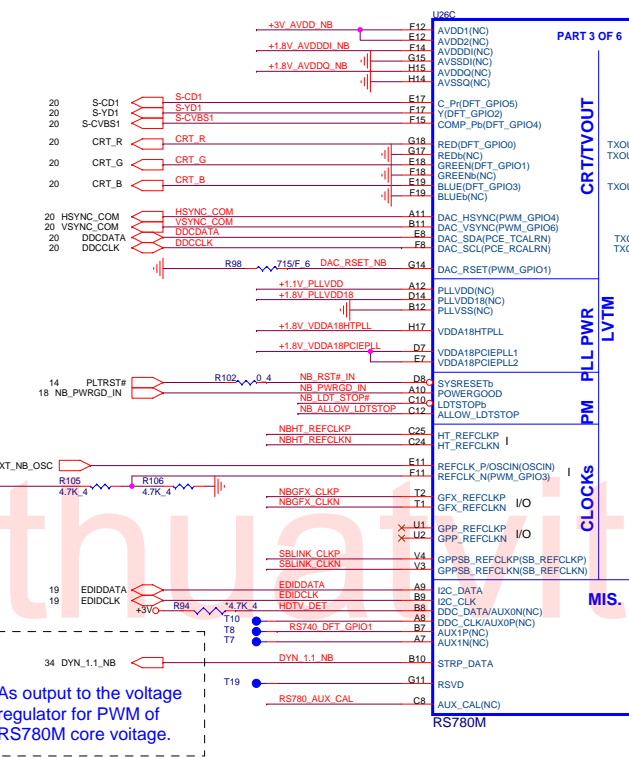 U26C
PART 3 OF 6
+3V_AVDD_NB F12 AVDD1(NC)
E12 AVDD2(NC)
+1.8V_AVDDDI_NB F14 AVDDDI(NC)
G15 AVSSDI(NC)
+1.8V_AVDDQ_NB H15 AVDDQ(NC)
H14 AVSSQ(NC)
20 S-CD1 S-CD1 E17 C_Pr(DFT_GPIO5)
20 S-YD1 S-YD1 F17 Y(DFT_GPIO2)
20 S-CVBS1 S-CVBS1 F15 COMP_Pb(DFT_GPIO4)
20 CRT_R CRT_R G18 RED(DFT_GPIO0)
G17 REDb(NC)
20 CRT_G CRT_G E18 GREEN(DFT_GPIO1)
F18 GREENb(NC)
20 CRT_B CRT_B E19 BLUE(DFT_GPIO3)
F19 BLUEb(NC)
CRT/TVOUT
20 HSYNC_COM HSYNC_COM A11 DAC_HSYNC(PWM_GPIO4)
20 VSYNC_COM VSYNC_COM B11 DAC_VSYNC(PWM_GPIO6)
20 DDCDATA DDCDATA E8 DAC_SDA(PCE_TCALRN)
20 DDCCLK DDCCLK F8 DAC_SCL(PCE_RCALRN)
R98 715/F_6 DAC_RSET_NB G14 DAC_RSET(PWM_GPIO1)
+1.1V_PLLVDD A12 PLLVDD(NC)
+1.8V_PLLVDD18 D14 PLLVDD18(NC)
B12 PLLVSS(NC)
+1.8V_VDDA18HTPLL H17 VDDA18HTPLL
+1.8V_VDDA18PCIEPLL D7 VDDA18PCIEPLL1
E7 VDDA18PCIEPLL2
PLL PWR
LVTM
14 PLTRST# R102 0_4 NB_RST#_IN D8 SYSRESETb
18 NB_PWRGD_IN NB_PWRGD_IN A10 POWERGOOD
NB_LDT_STOP# C10 LDTSTOPb
NB_ALLOW_LDTSTOP C12 ALLOW_LDTSTOP
PM
NBHT_REFCLKP C25 HT_REFCLKP
NBHT_REFCLKN C24 HT_REFCLKN
I
XT_NB_OSC E11 REFCLK_P/OSCIN(OSCIN)
F11 REFCLK_N(PWM_GPIO3)
I
R105 4.7K_4
R106 4.7K_4
NBGFX_CLKP T2 GFX_REFCLKP
NBGFX_CLKN T1 GFX_REFCLKN
I/O
U1 GPP_REFCLKP
U2 GPP_REFCLKN
I/O
SBLINK_CLKP V4 GPPSB_REFCLKP(SB_REFCLKP)
SBLINK_CLKN V3 GPPSB_REFCLKN(SB_REFCLKN)
CLOCKs
19 EDIDDATA EDIDDATA A9 I2C_DATA
19 EDIDCLK EDIDCLK B9 I2C_CLK
+3VO R94 *4.7K_4 HDTV_DET B8 DDC_DATA/AUX0N(NC)
T10 A8 DDC_CLK/AUX0P(NC)
T8 RS740_DFT_GPIO1 B7 AUX1P(NC)
T7 A7 AUX1N(NC)
MIS.
34 DYN_1.1_NB DYN_1.1_NB B10 STRP_DATA
T19 G11 RSVD
RS780_AUX_CAL C8 AUX_CAL(NC)
RS780M
As output to the voltage
regulator for PWM of
RS780M core voitage.
thuatvit